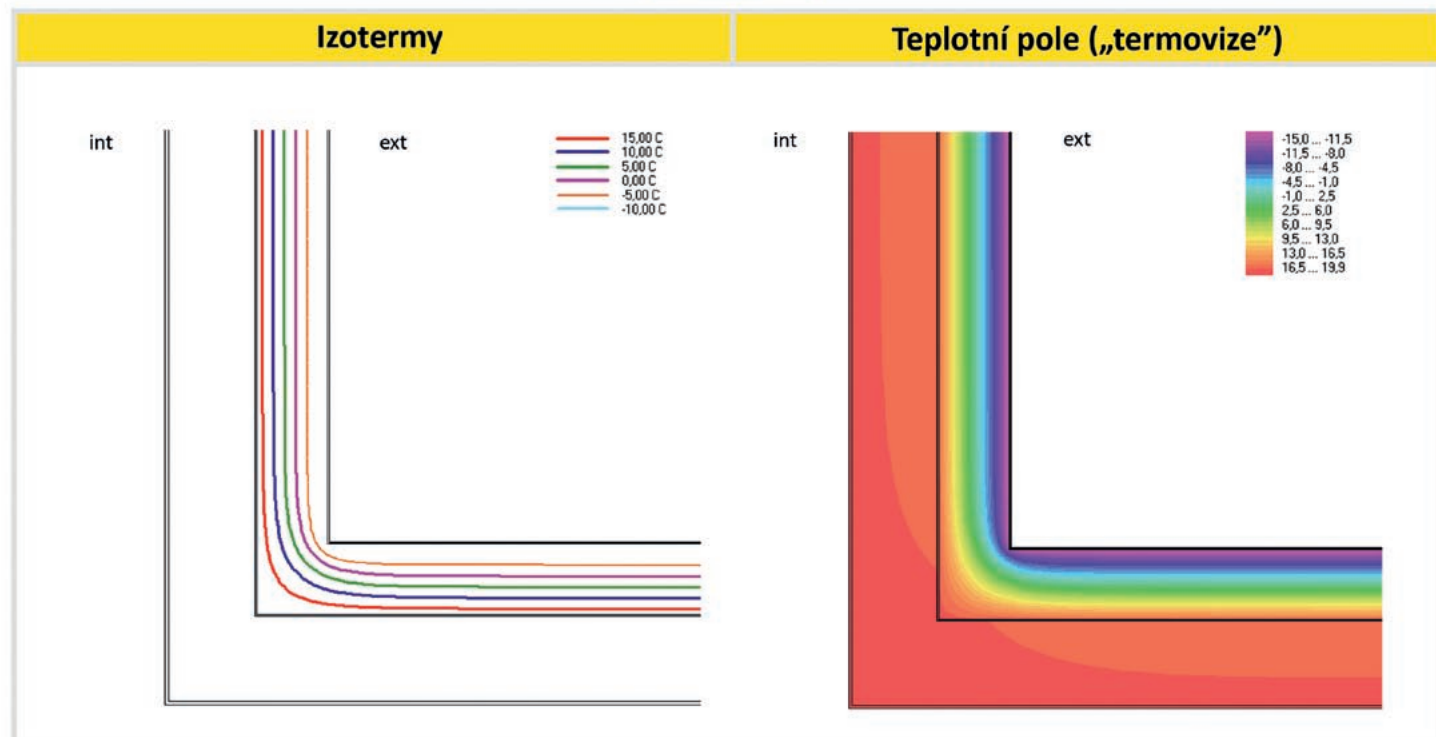 Izotermy
Teplotní pole („termovize”)
int
ext
15,00 C
10,00 C
5,00 C
0,00 C
-5,00 C
-10,00 C
int
ext
-15,0 ... -11,5
-11,5 ... -8,0
-8,0 ... -4,5
-4,5 ... -1,0
-1,0 ... 2,5
2,5 ... 6,0
6,0 ... 9,5
9,5 ... 13,0
13,0 ... 16,5
16,5 ... 19,9